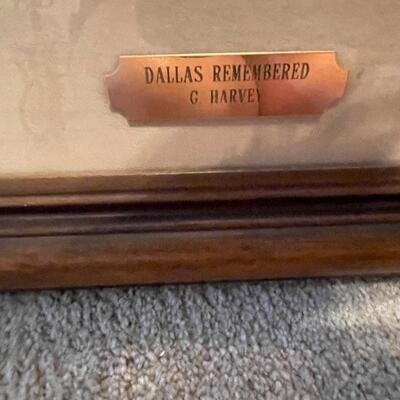 DALLAS REMEMBERED
G. HARVEY